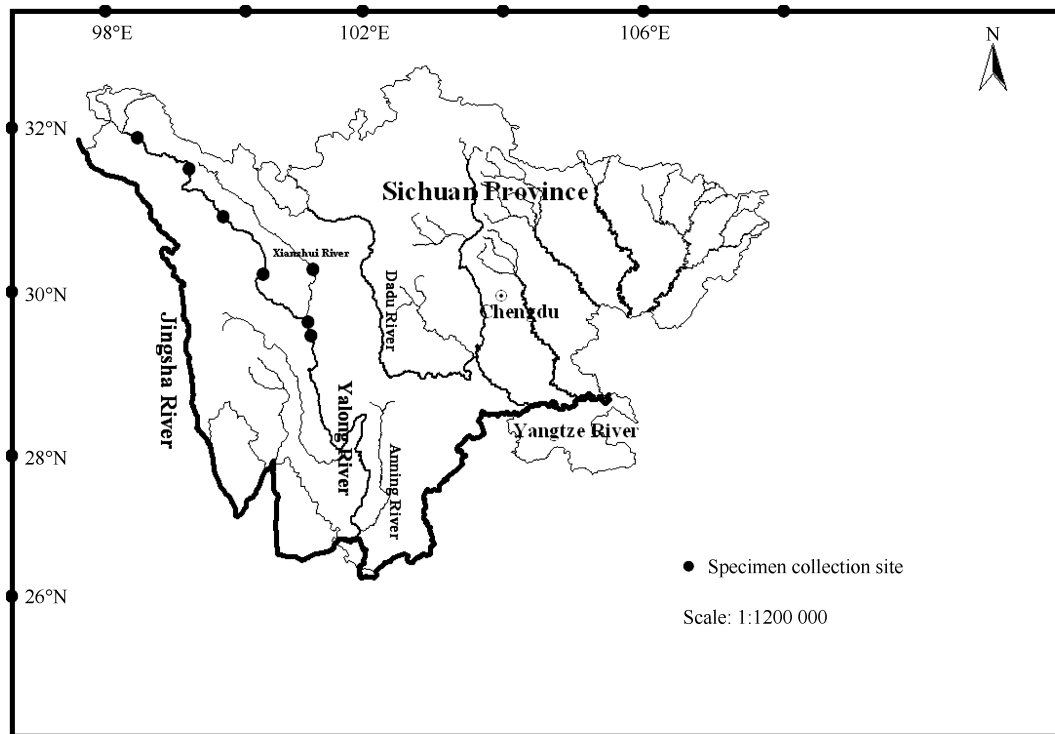 98°E
102°E
106°E
N
32°N
Sichuan Province
Xianshui River
30°N
Dadu River
Chengdu
Jingsha River
Yalong River
Yangtze River
28°N
Anning River
Specimen collection site
26°N
Scale: 1:1200 000